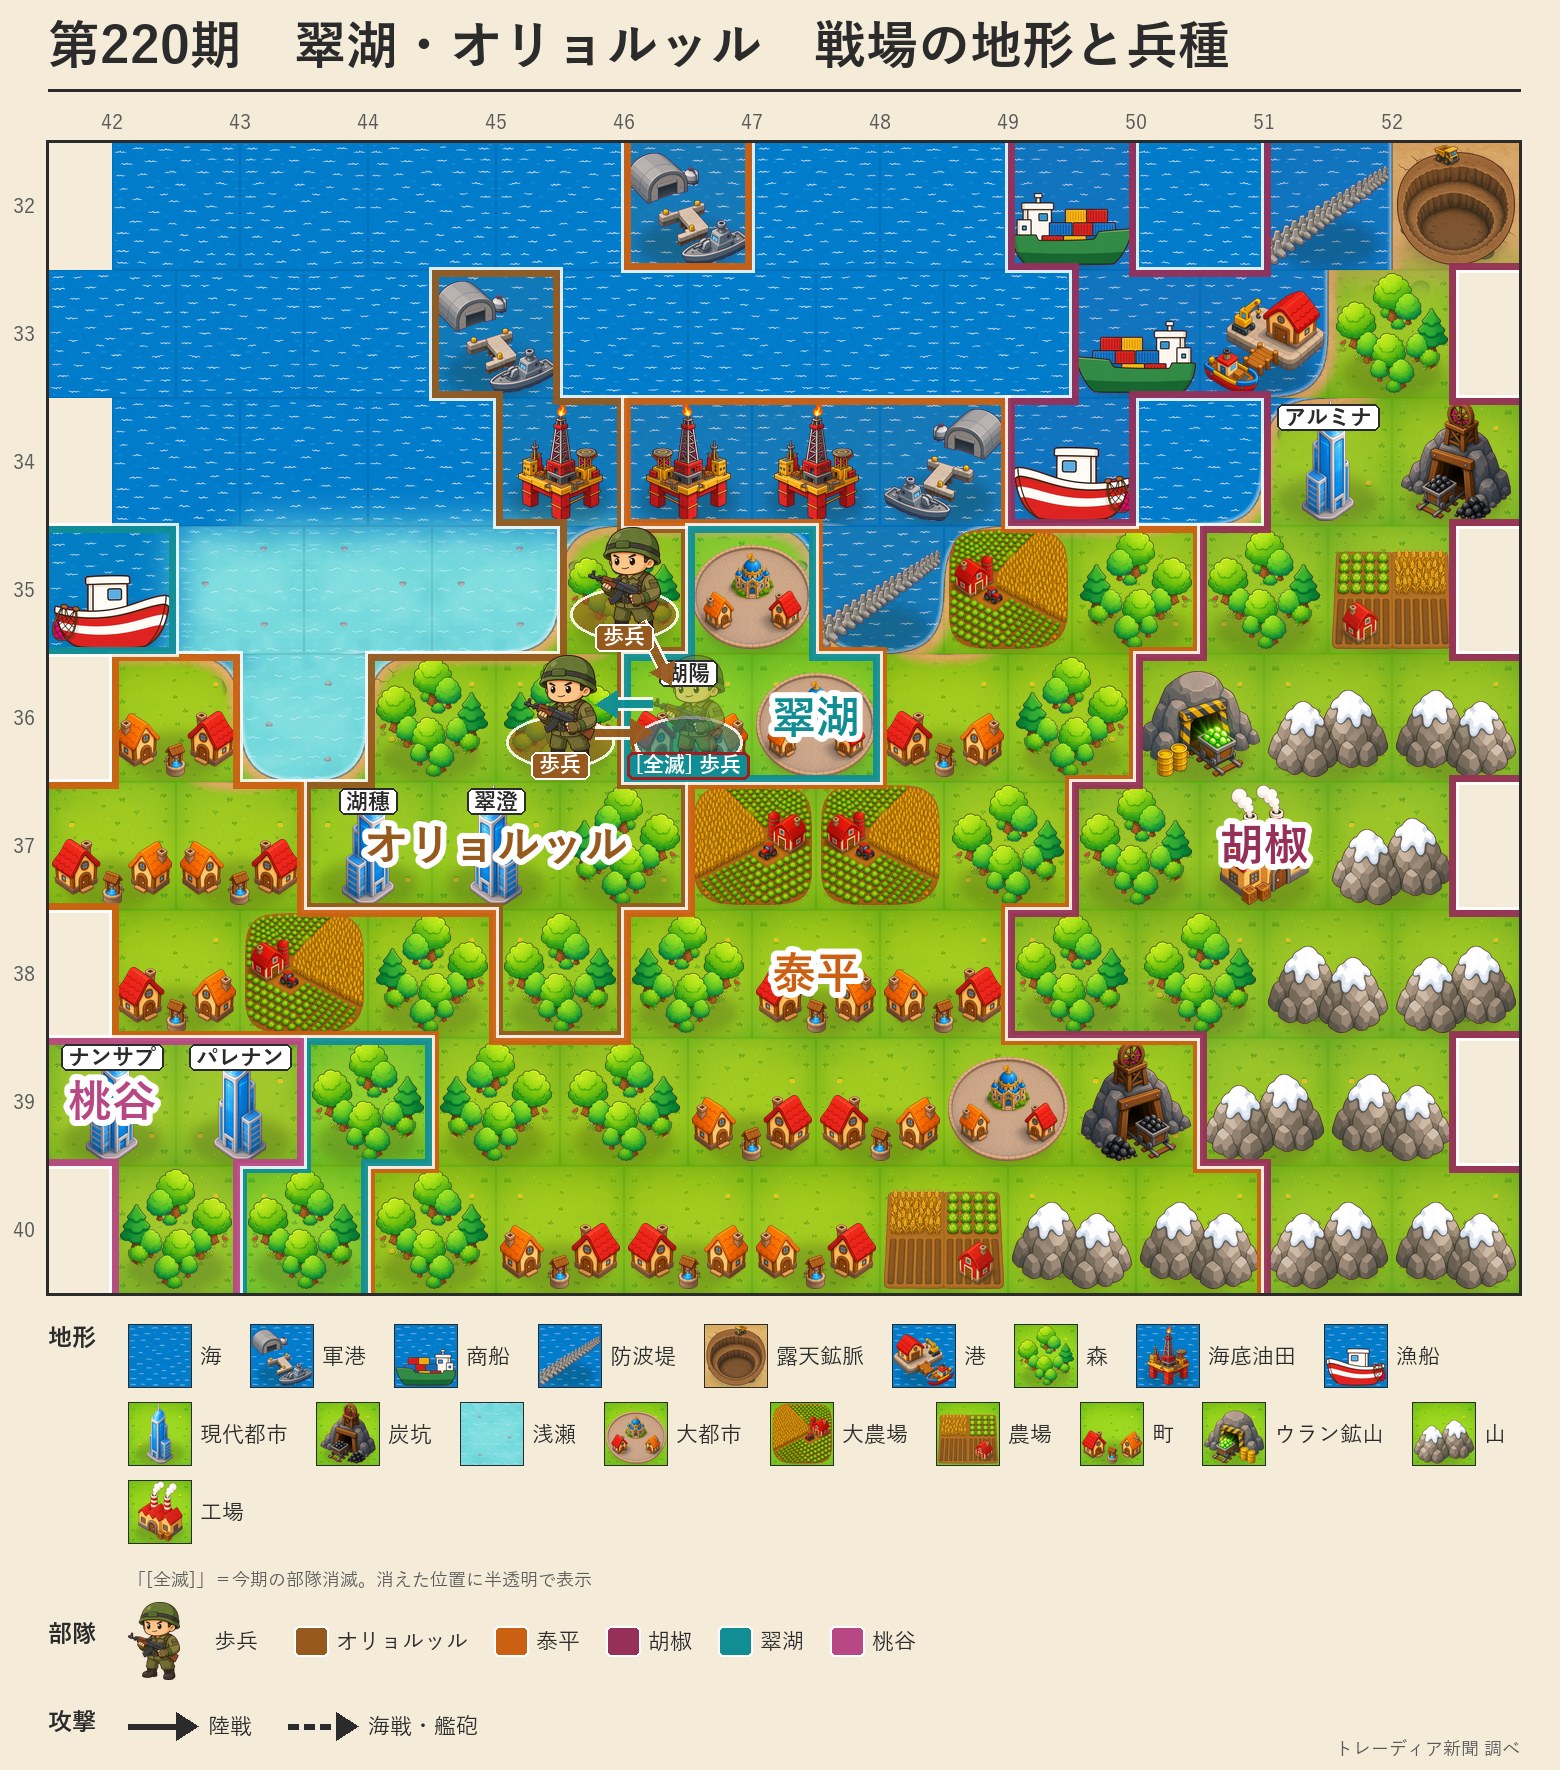 第220期　翠湖・オリョルッル　戦場の地形と兵種
42 43 44 45 46 47 48 49 50 51 52
32
33
34
アルミナ
35
歩兵
36
湖陽
翠湖
歩兵
[全滅] 歩兵
37
湖穂
翠澄
オリョルッル
胡椒
38
泰平
39
ナンサプ
パレナン
桃谷
40
地形 海 軍港 商船 防波堤 露天鉱脈 港 森 海底油田 漁船
現代都市 炭坑 浅瀬 大都市 大農場 農場 町 ウラン鉱山 山
工場
「[全滅]」＝今期の部隊消滅。消えた位置に半透明で表示
部隊 歩兵 オリョルッル 泰平 胡椒 翠湖 桃谷
攻撃 陸戦 海戦・艦砲
トレーディア新聞 調べ